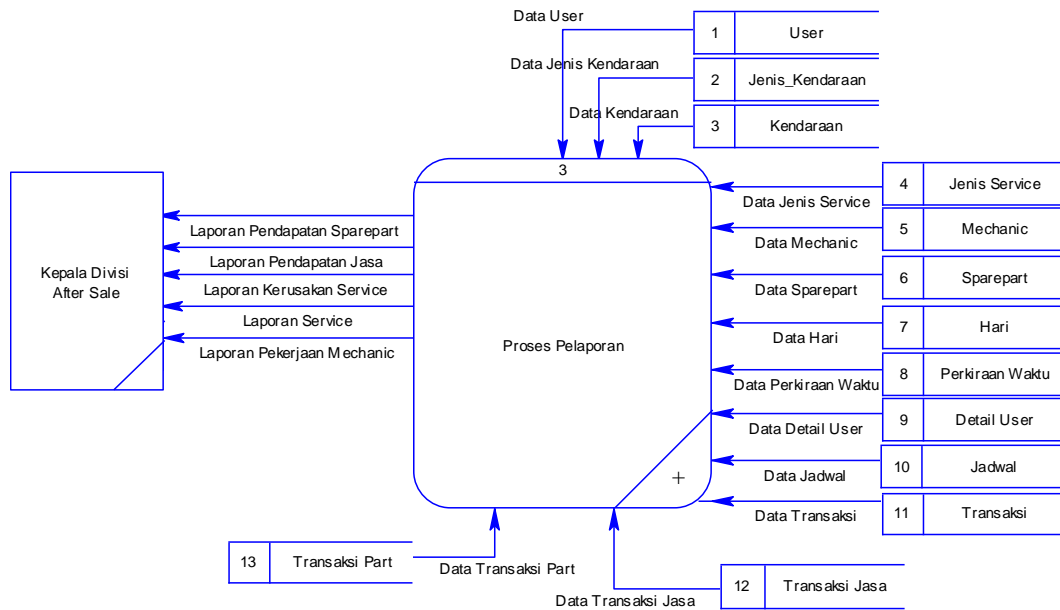 Data User
1 User
Data Jenis Kendaraan
2 Jenis_Kendaraan
Data Kendaraan
3 Kendaraan
3
4 Jenis Service
Data Jenis Service
5 Mechanic
Data Mechanic
6 Sparepart
Data Sparepart
7 Hari
Data Hari
8 Perkiraan Waktu
Data Perkiraan Waktu
9 Detail User
Data Detail User
10 Jadwal
Data Jadwal
11 Transaksi
Data Transaksi
Laporan Pendapatan Sparepart
Laporan Pendapatan Jasa
Laporan Kerusakan Service
Laporan Service
Laporan Pekerjaan Mechanic
Kepala Divisi
After Sale
Proses Pelaporan
+
13 Transaksi Part
Data Transaksi Part
12 Transaksi Jasa
Data Transaksi Jasa